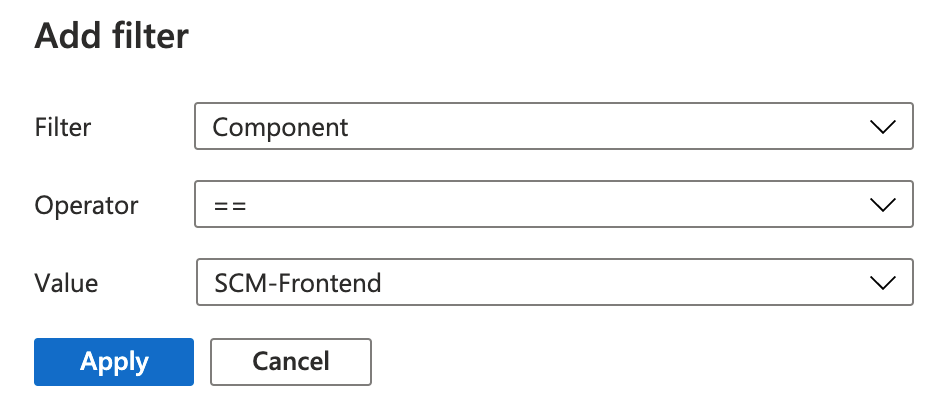 Add filter
Filter Component
Operator ==
Value SCM-Frontend
Apply Cancel